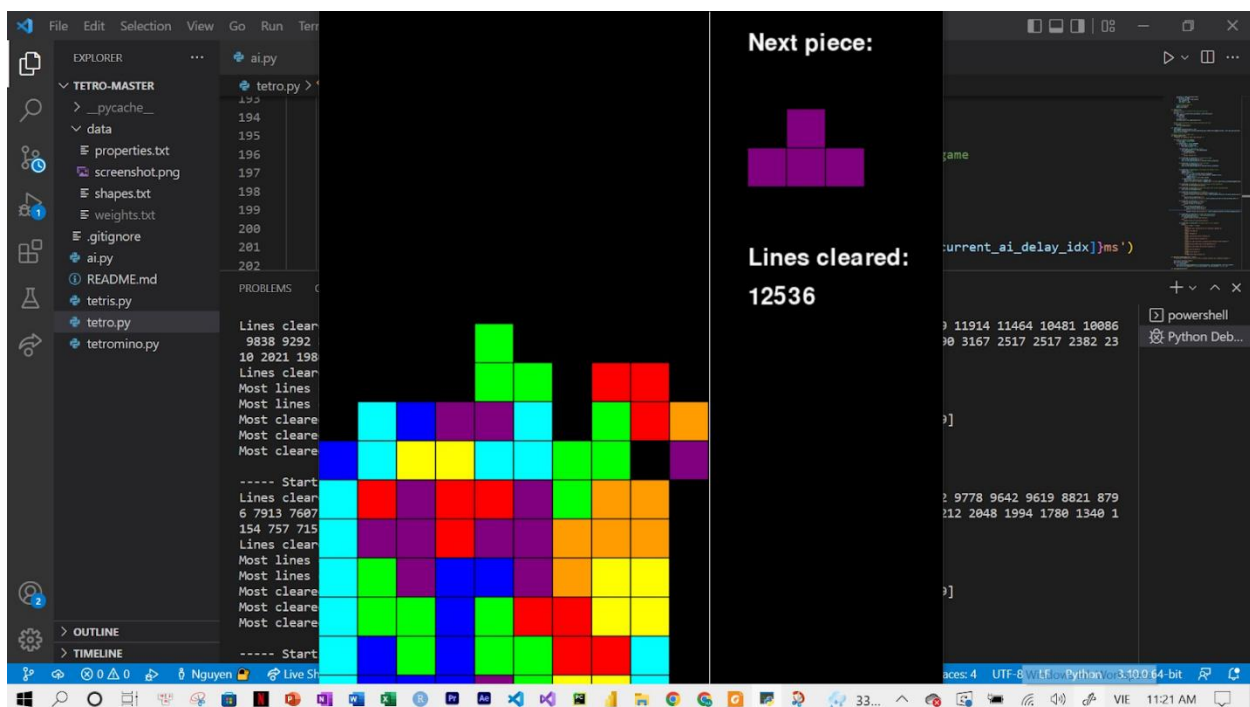 File Edit Selection View Go Run Terr
EXPLORER
TETRO-MASTER
__pycache__
data
properties.txt
screenshot.png
shapes.txt
weights.txt
.gitignore
ai.py
README.md
tetris.py
tetro.py
tetromino.py
OUTLINE
TIMELINE
ai.py
tetro.py >
193
194
195
196
197
198
199
200
201
202
game
current_ai_delay_idx]}ms')
PROBLEMS
Lines clear
9838 9292
10 2021 198
Lines clear
Most lines
Most lines
Most cleare
Most cleare
Most cleare
----- Start
Lines clear
6 7913 7607
154 757 715
Lines clear
Most lines
Most lines
Most cleare
Most cleare
Most cleare
----- Start
11914 11464 10481 10086
3167 2517 2517 2382 23
9]
9778 9642 9619 8821 879
212 2048 1994 1780 1340 1
9]
powershell
Python Deb...
Next piece:
Lines cleared:
12536
0 0 Nguyen Live Sh
aces: 4 UTF-8 Python 64-bit
33... VIE 11:21 AM